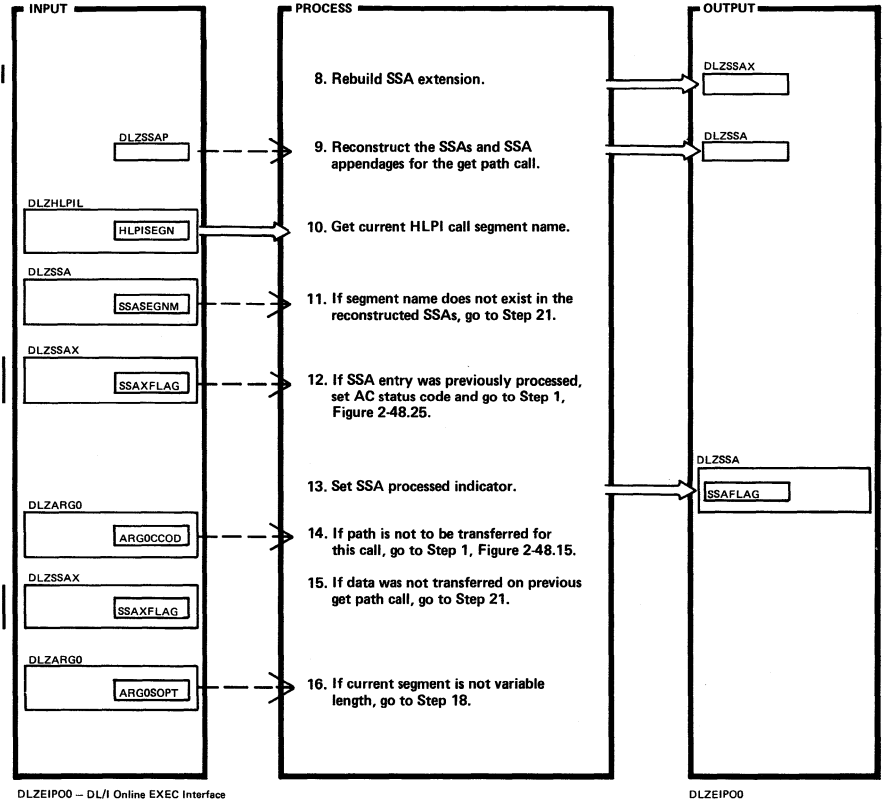 INPUT
PROCESS
OUTPUT
8. Rebuild SSA extension.
DLZSSAX
DLZSSAP
9. Reconstruct the SSAs and SSA
appendages for the get path call.
DLZSSA
DLZHLPIL
HLPISEGN
10. Get current HLPI call segment name.
DLZSSA
SSASEGNM
11. If segment name does not exist in the
reconstructed SSAs, go to Step 21.
DLZSSAX
SSAXFLAG
12. If SSA entry was previously processed,
set AC status code and go to Step 1,
Figure 2-48.25.
13. Set SSA processed indicator.
DLZSSA
SSAFLAG
DLZARG0
ARG0CCOD
14. If path is not to be transferred for
this call, go to Step 1, Figure 2-48.15.
DLZSSAX
SSAXFLAG
15. If data was not transferred on previous
get path call, go to Step 21.
DLZARG0
ARG0SOPT
16. If current segment is not variable
length, go to Step 18.
DLZEIPO0 – DL/I Online EXEC Interface
DLZEIPO0